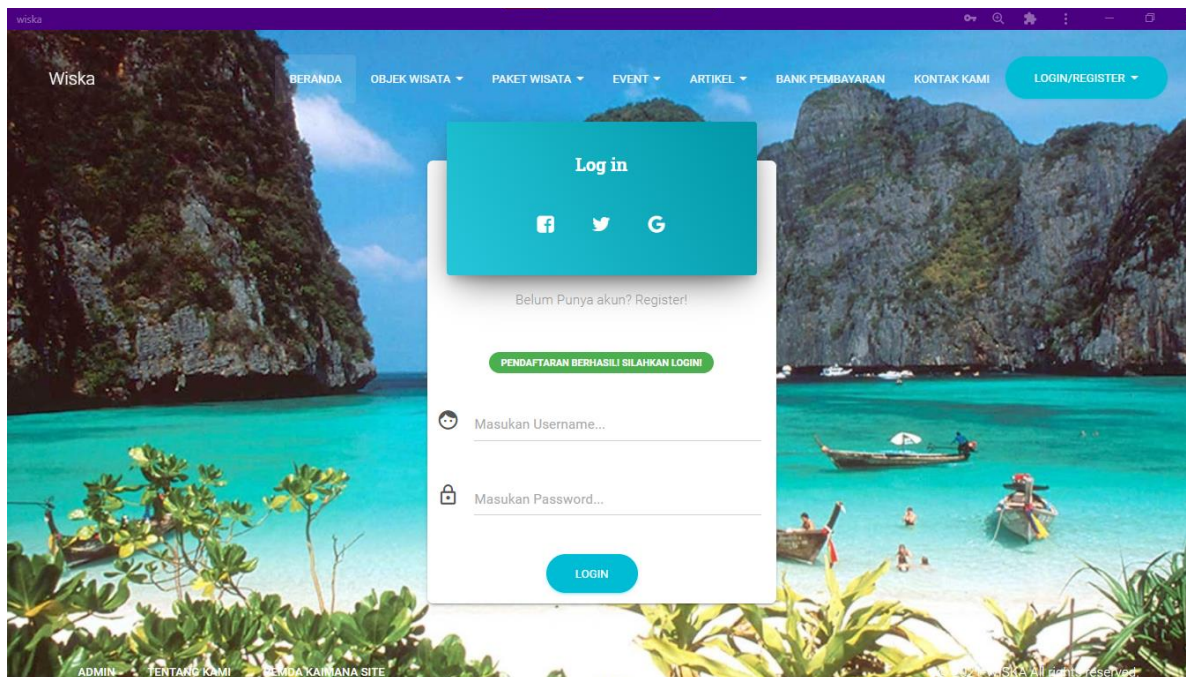 wiska
Wiska
BERANDA OBJEK WISATA PAKET WISATA EVENT ARTIKEL BANK PEMBAYARAN KONTAK KAMI LOGIN/REGISTER
Log in
Belum Punya akun? Register!
PENDAFTARAN BERHASIL! SILAHKAN LOGIN!
Masukan Username...
Masukan Password...
LOGIN
ADMIN TENTANG KAMI PEMDA KAIMANA SITE
2021 WISKA All rights reserved.